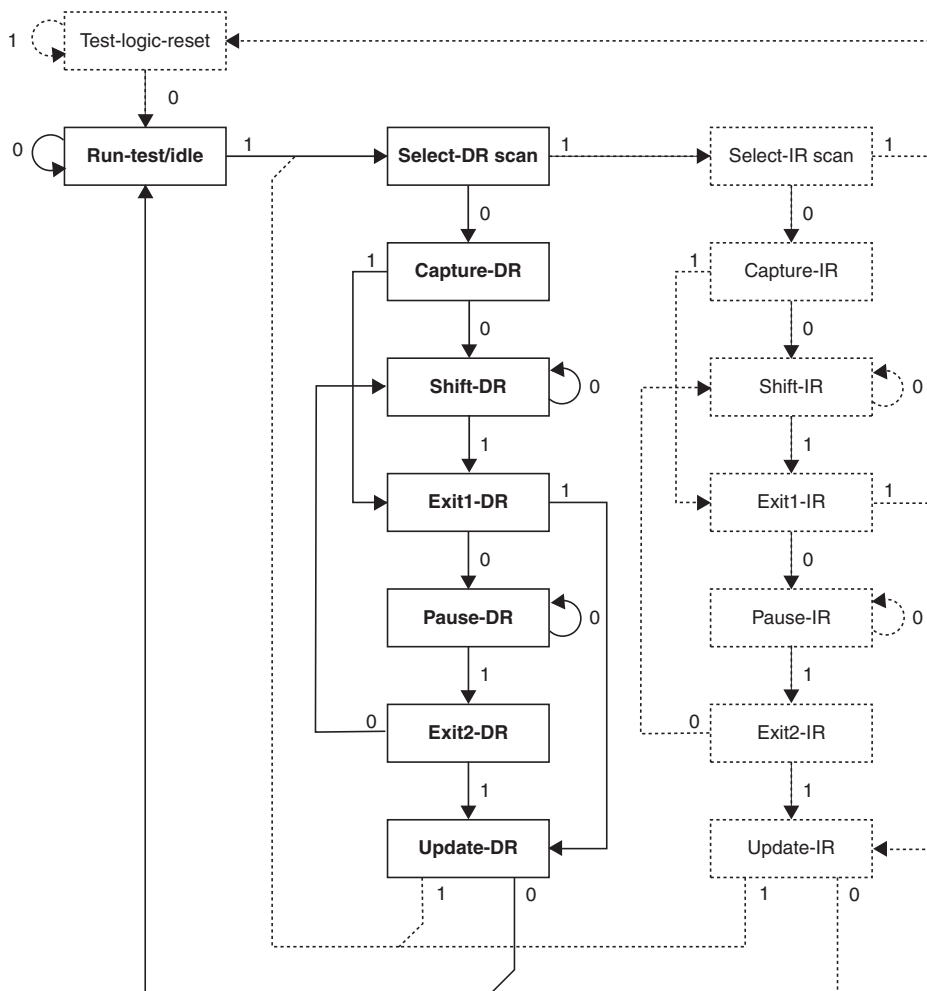 1 Test-logic-reset
0
0 Run-test/idle 1 Select-DR scan 1 Select-IR scan 1
0 0
1 Capture-DR 1 Capture-IR
0 0
Shift-DR 0 Shift-IR 0
1 1
Exit1-DR 1 Exit1-IR 1
0 0
Pause-DR 0 Pause-IR 0
1 1
0 Exit2-DR 0 Exit2-IR
1 1
Update-DR Update-IR
1 0 1 0